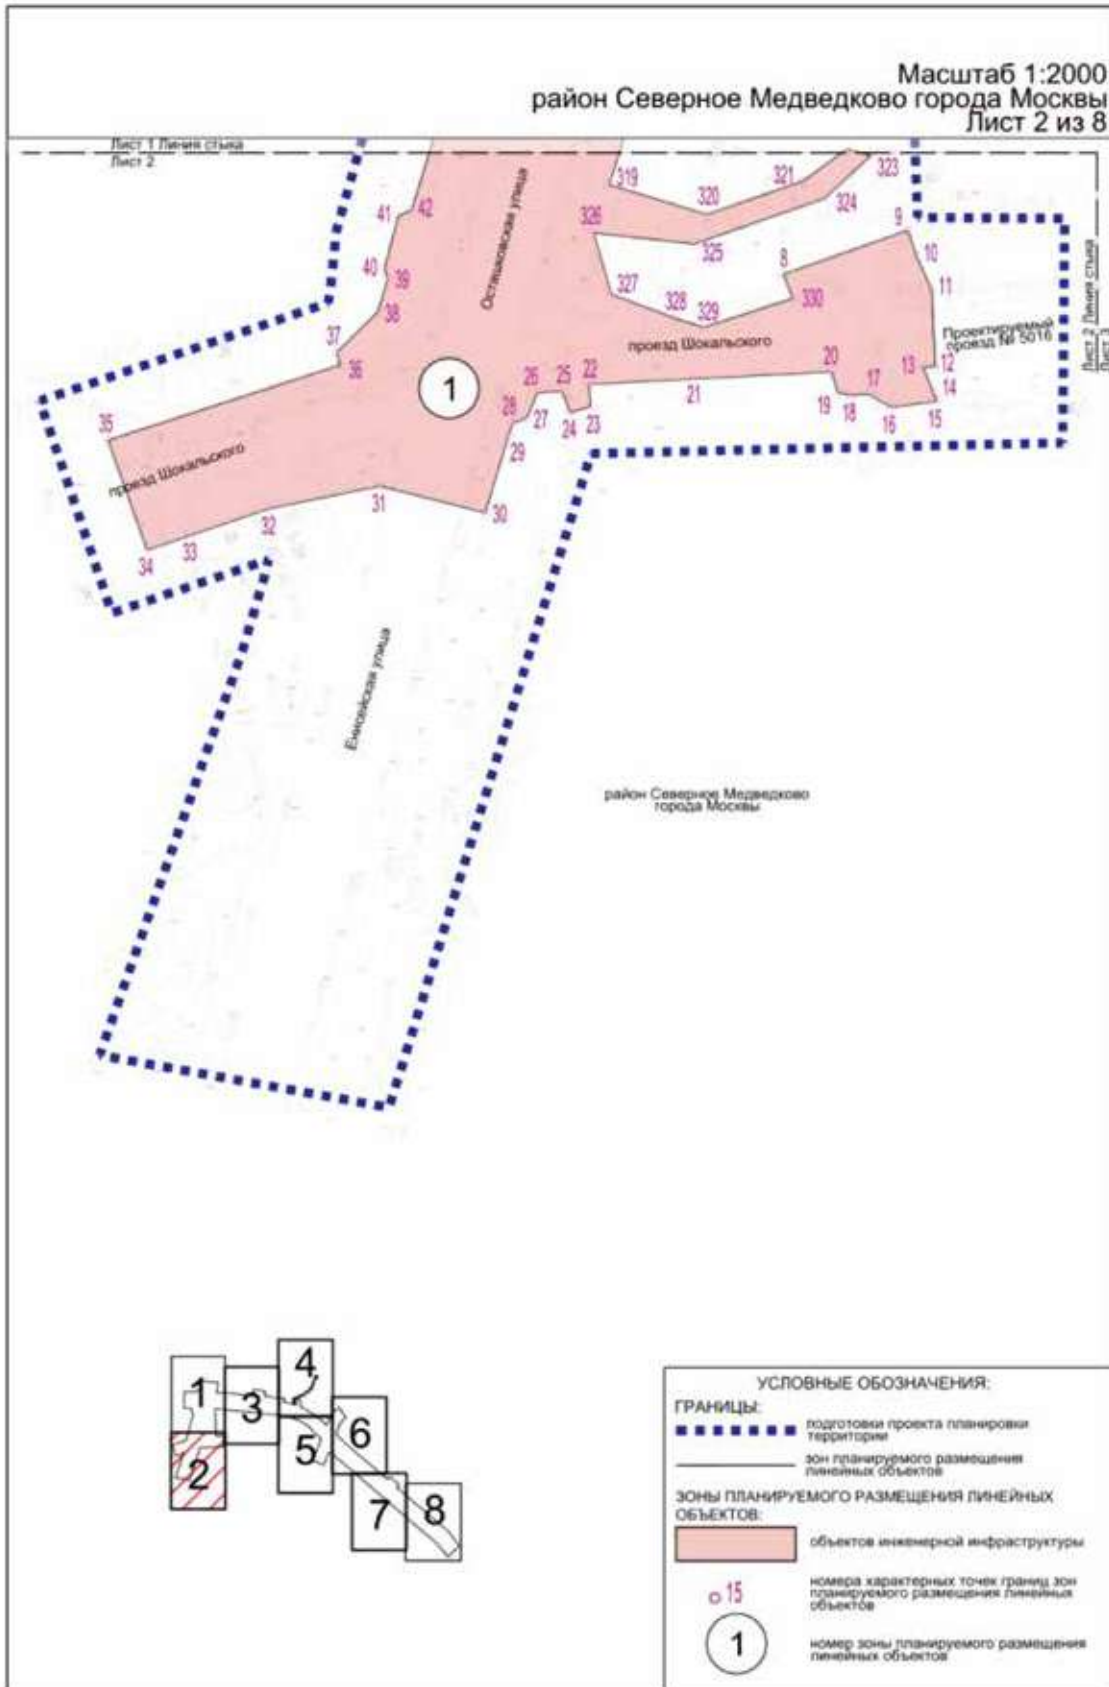 Масштаб 1:2000
район Северное Медведково города Москвы
Лист 2 из 8
Лист 1 Линия стыка
Лист 2
41
42
40
39
38
37
36
35
34
33
32
31
30
29
28
27
26
25
24
23
22
21
20
19
18
17
16
15
14
13
12
11
10
9
8
319
320
321
323
324
325
326
327
328
329
330
Осташковская улица
проезд Шокальского
1
проезд Шокальского
Проектируемый
проезд № 5016
Лист 2 Линия стыка
Лист 3
Енисейская улица
район Северное Медведково
города Москвы
1
2
3
4
5
6
7
8
УСЛОВНЫЕ ОБОЗНАЧЕНИЯ:
ГРАНИЦЫ:
подготовки проекта планировки
территории
зон планируемого размещения
линейных объектов
ЗОНЫ ПЛАНИРУЕМОГО РАЗМЕЩЕНИЯ ЛИНЕЙНЫХ
ОБЪЕКТОВ:
объектов инженерной инфраструктуры
15
номера характерных точек границ зон
планируемого размещения линейных
объектов
1
номер зоны планируемого размещения
линейных объектов